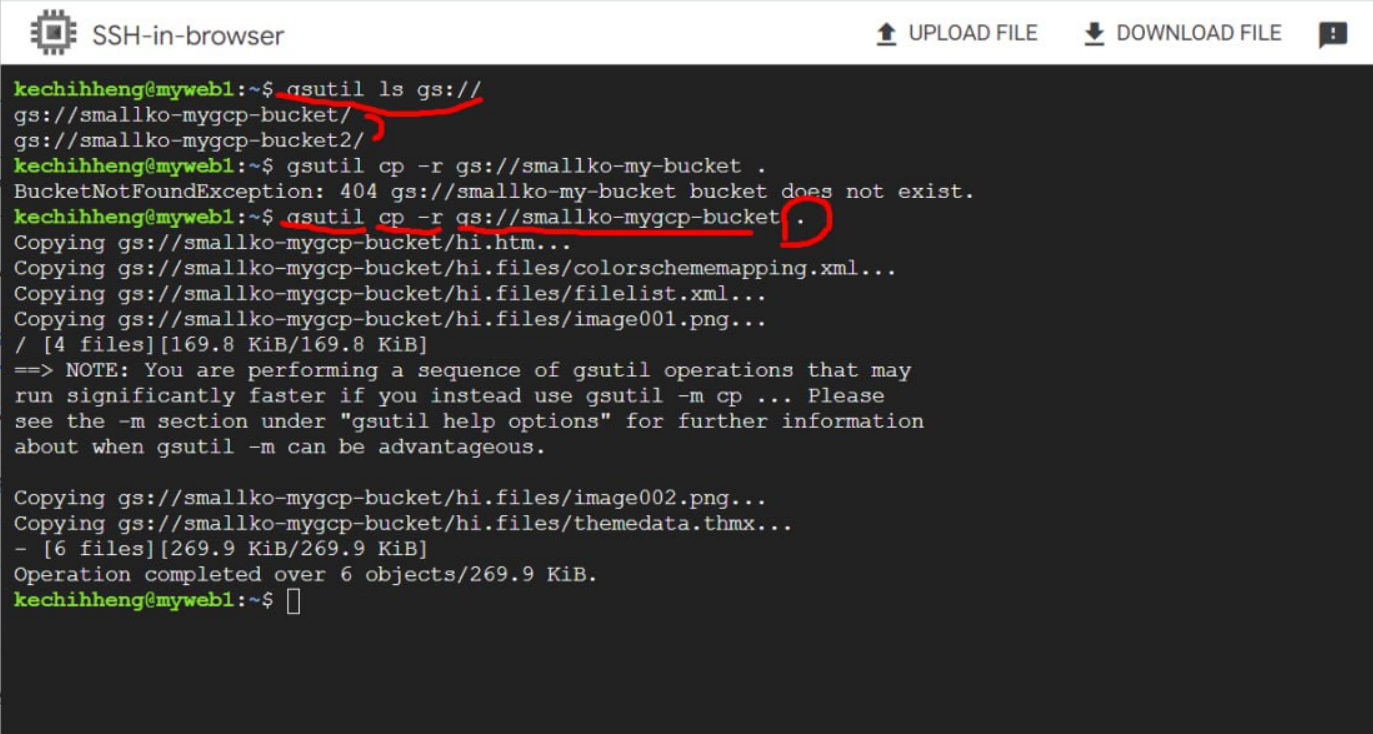 SSH-in-browser
UPLOAD FILE
DOWNLOAD FILE
kechihheng@myweb1:~$ gsutil ls gs://
gs://smallko-mygcp-bucket/
gs://smallko-mygcp-bucket2/
kechihheng@myweb1:~$ gsutil cp -r gs://smallko-my-bucket .
BucketNotFoundException: 404 gs://smallko-my-bucket bucket does not exist.
kechihheng@myweb1:~$ gsutil cp -r gs://smallko-mygcp-bucket .
Copying gs://smallko-mygcp-bucket/hi.htm...
Copying gs://smallko-mygcp-bucket/hi.files/colorschememapping.xml...
Copying gs://smallko-mygcp-bucket/hi.files/filelist.xml...
Copying gs://smallko-mygcp-bucket/hi.files/image001.png...
/ [4 files][169.8 KiB/169.8 KiB]
==> NOTE: You are performing a sequence of gsutil operations that may
run significantly faster if you instead use gsutil -m cp ... Please
see the -m section under "gsutil help options" for further information
about when gsutil -m can be advantageous.
Copying gs://smallko-mygcp-bucket/hi.files/image002.png...
Copying gs://smallko-mygcp-bucket/hi.files/themedata.thmx...
- [6 files][269.9 KiB/269.9 KiB]
Operation completed over 6 objects/269.9 KiB.
kechihheng@myweb1:~$